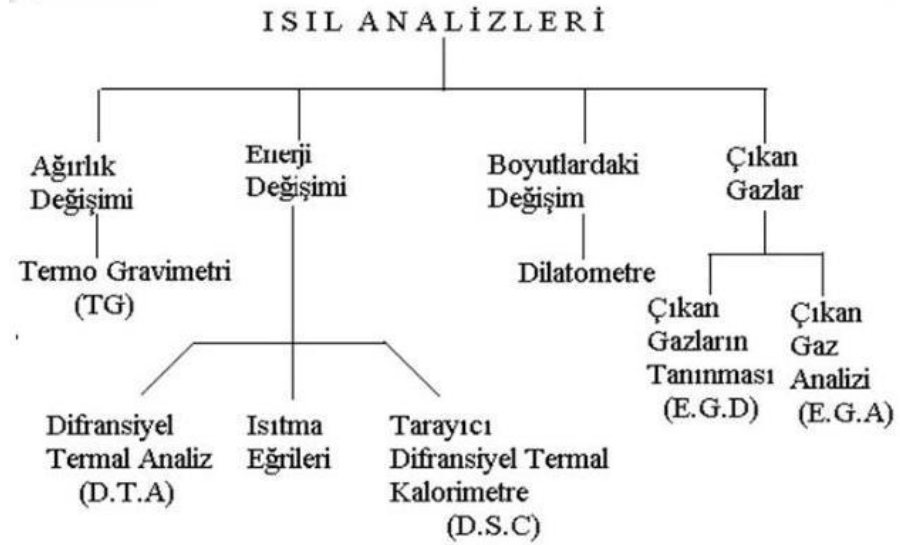 ISIL ANALİZLERİ
Ağırlık
Değişimi
Enerji
Değişimi
Boyutlardaki
Değişim
Çıkan
Gazlar
Termo Gravimetri
(TG)
Dilatometre
Çıkan
Gazların
Tanınması
(E.G.D)
Çıkan
Gaz
Analizi
(E.G.A)
Difransiyel
Termal Analiz
(D.T.A)
Isıtma
Eğrileri
Tarayıcı
Difransiyel Termal
Kalorimetre
(D.S.C)